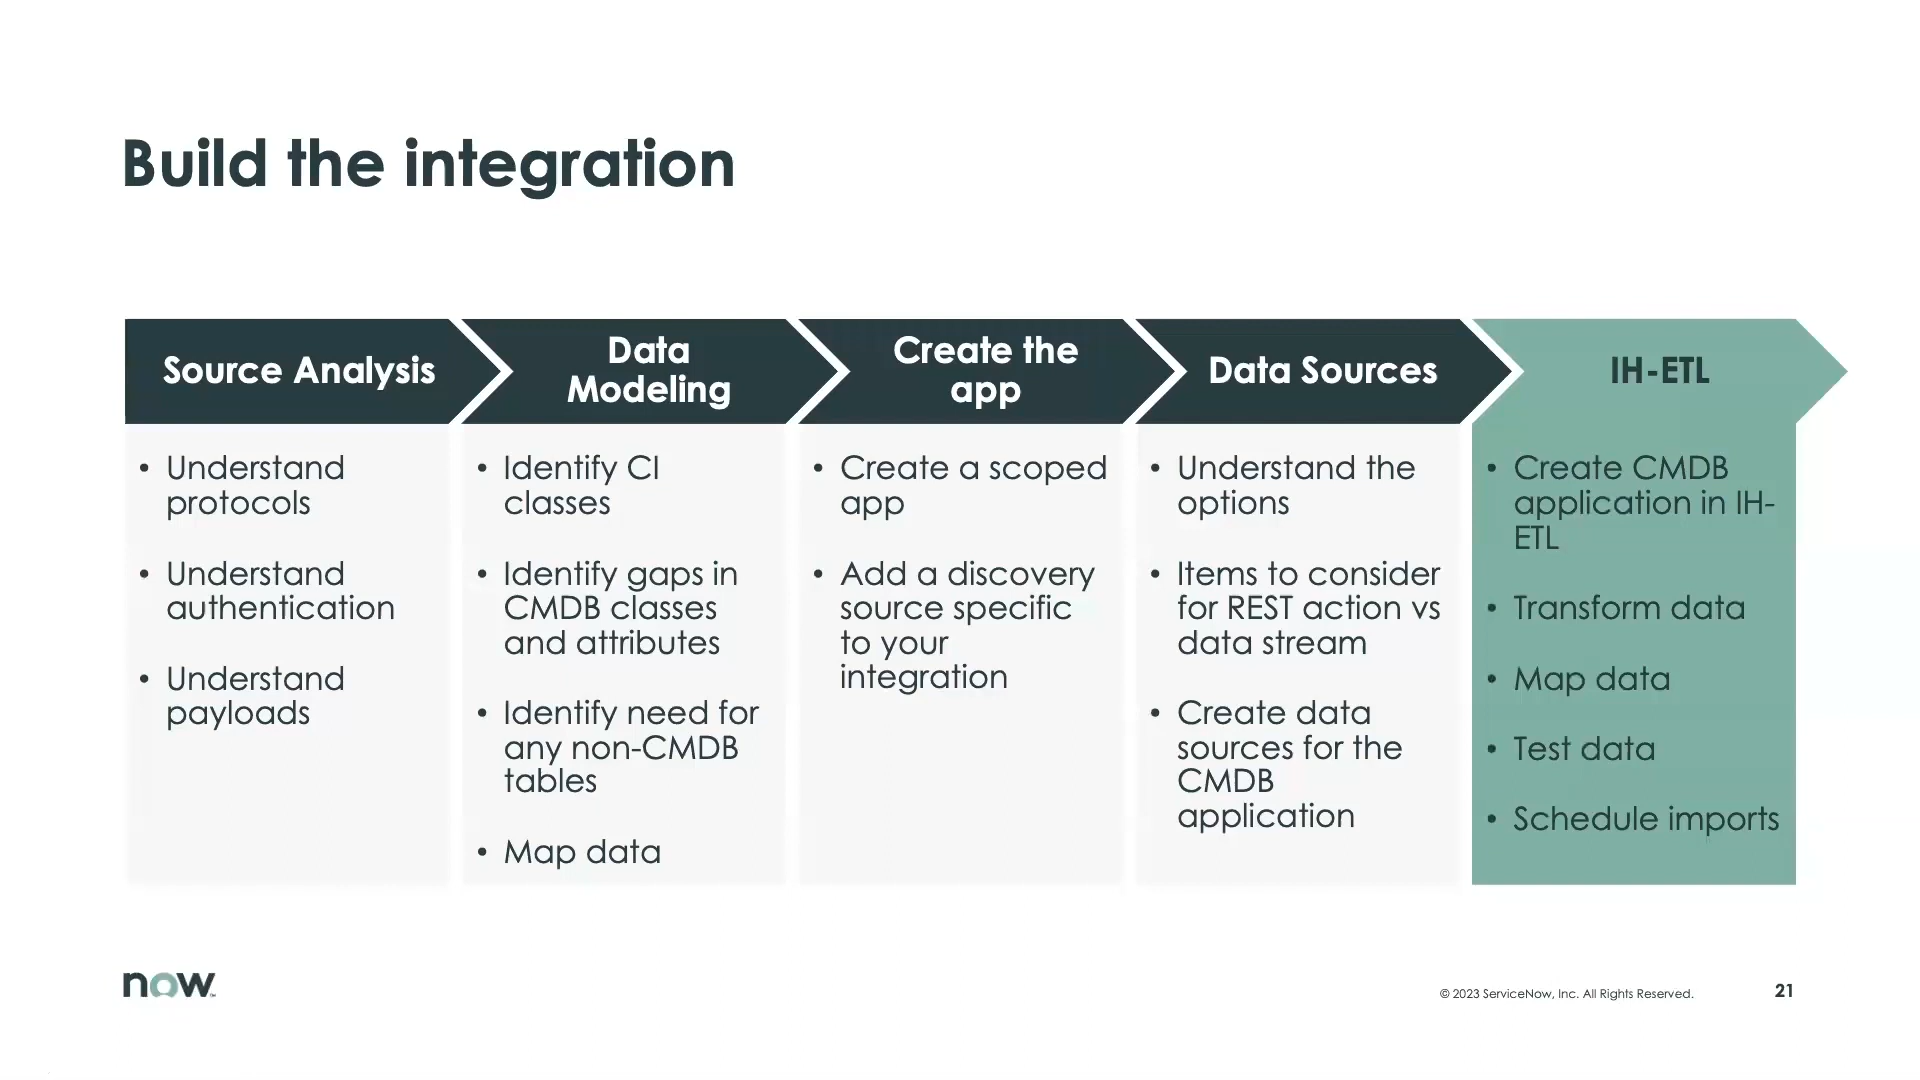 Build the integration
Source Analysis
• Understand
protocols
• Understand
authentication
• Understand
payloads
Data
Modeling
• Identify CI
classes
• Identify gaps in
CMDB classes
and attributes
• Identify need for
any non-CMDB
tables
• Map data
Create the
app
• Create a scoped
app
• Add a discovery
source specific
to your
integration
Data Sources
• Understand the
options
• Items to consider
for REST action vs
data stream
• Create data
sources for the
CMDB
application
IH-ETL
• Create CMDB
application in IH-
ETL
• Transform data
• Map data
• Test data
• Schedule imports
now™
© 2023 ServiceNow, Inc. All Rights Reserved.
21